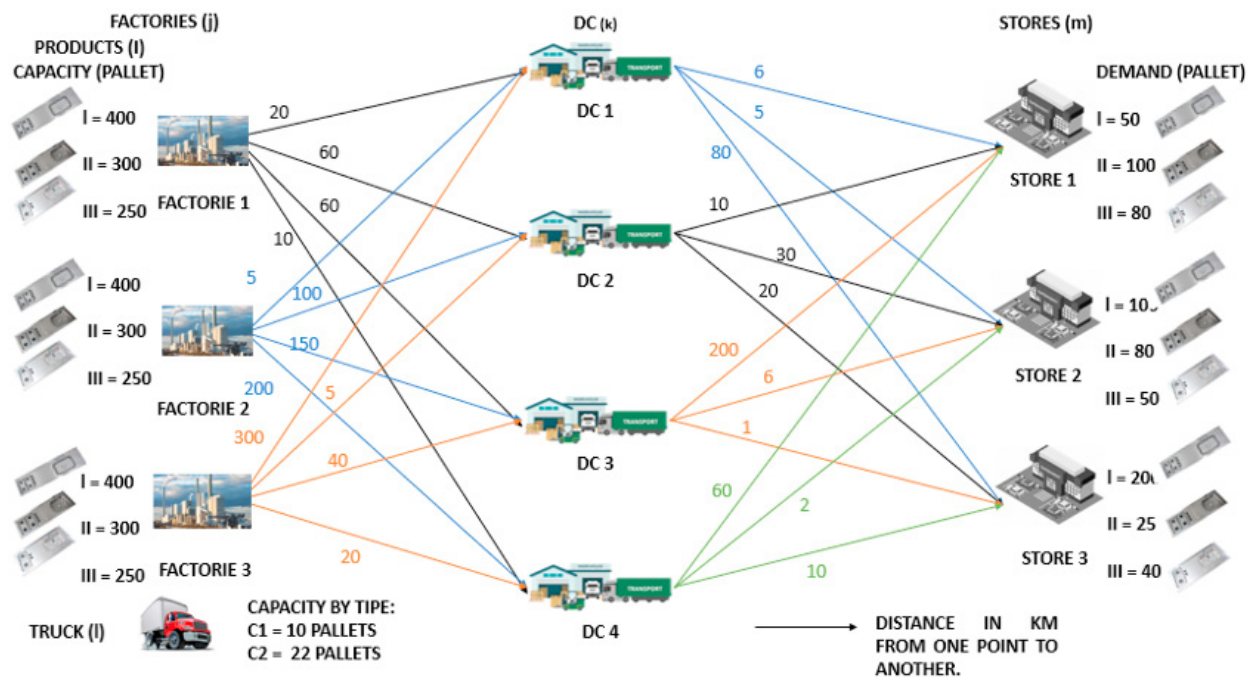 FACTORIES (j)
DC (k)
STORES (m)
PRODUCTS (I)
CAPACITY (PALLET)
DEMAND (PALLET)
I = 400
II = 300
III = 250
FACTORIE 1
I = 400
II = 300
III = 250
FACTORIE 2
I = 400
II = 300
III = 250
FACTORIE 3
20
60
60
10
5
100
150
200
300
5
40
20
TRANSPORT
DC 1
TRANSPORT
DC 2
TRANSPORT
DC 3
TRANSPORT
DC 4
6
5
80
10
30
20
200
6
1
60
2
10
STORE 1
I = 50
II = 100
III = 80
STORE 2
I =
II = 80
III = 50
STORE 3
I =
II = 25
III = 40
TRUCK (l)
CAPACITY BY TIPE:
C1 = 10 PALLETS
C2 = 22 PALLETS
DISTANCE IN KM
FROM ONE POINT TO
ANOTHER.